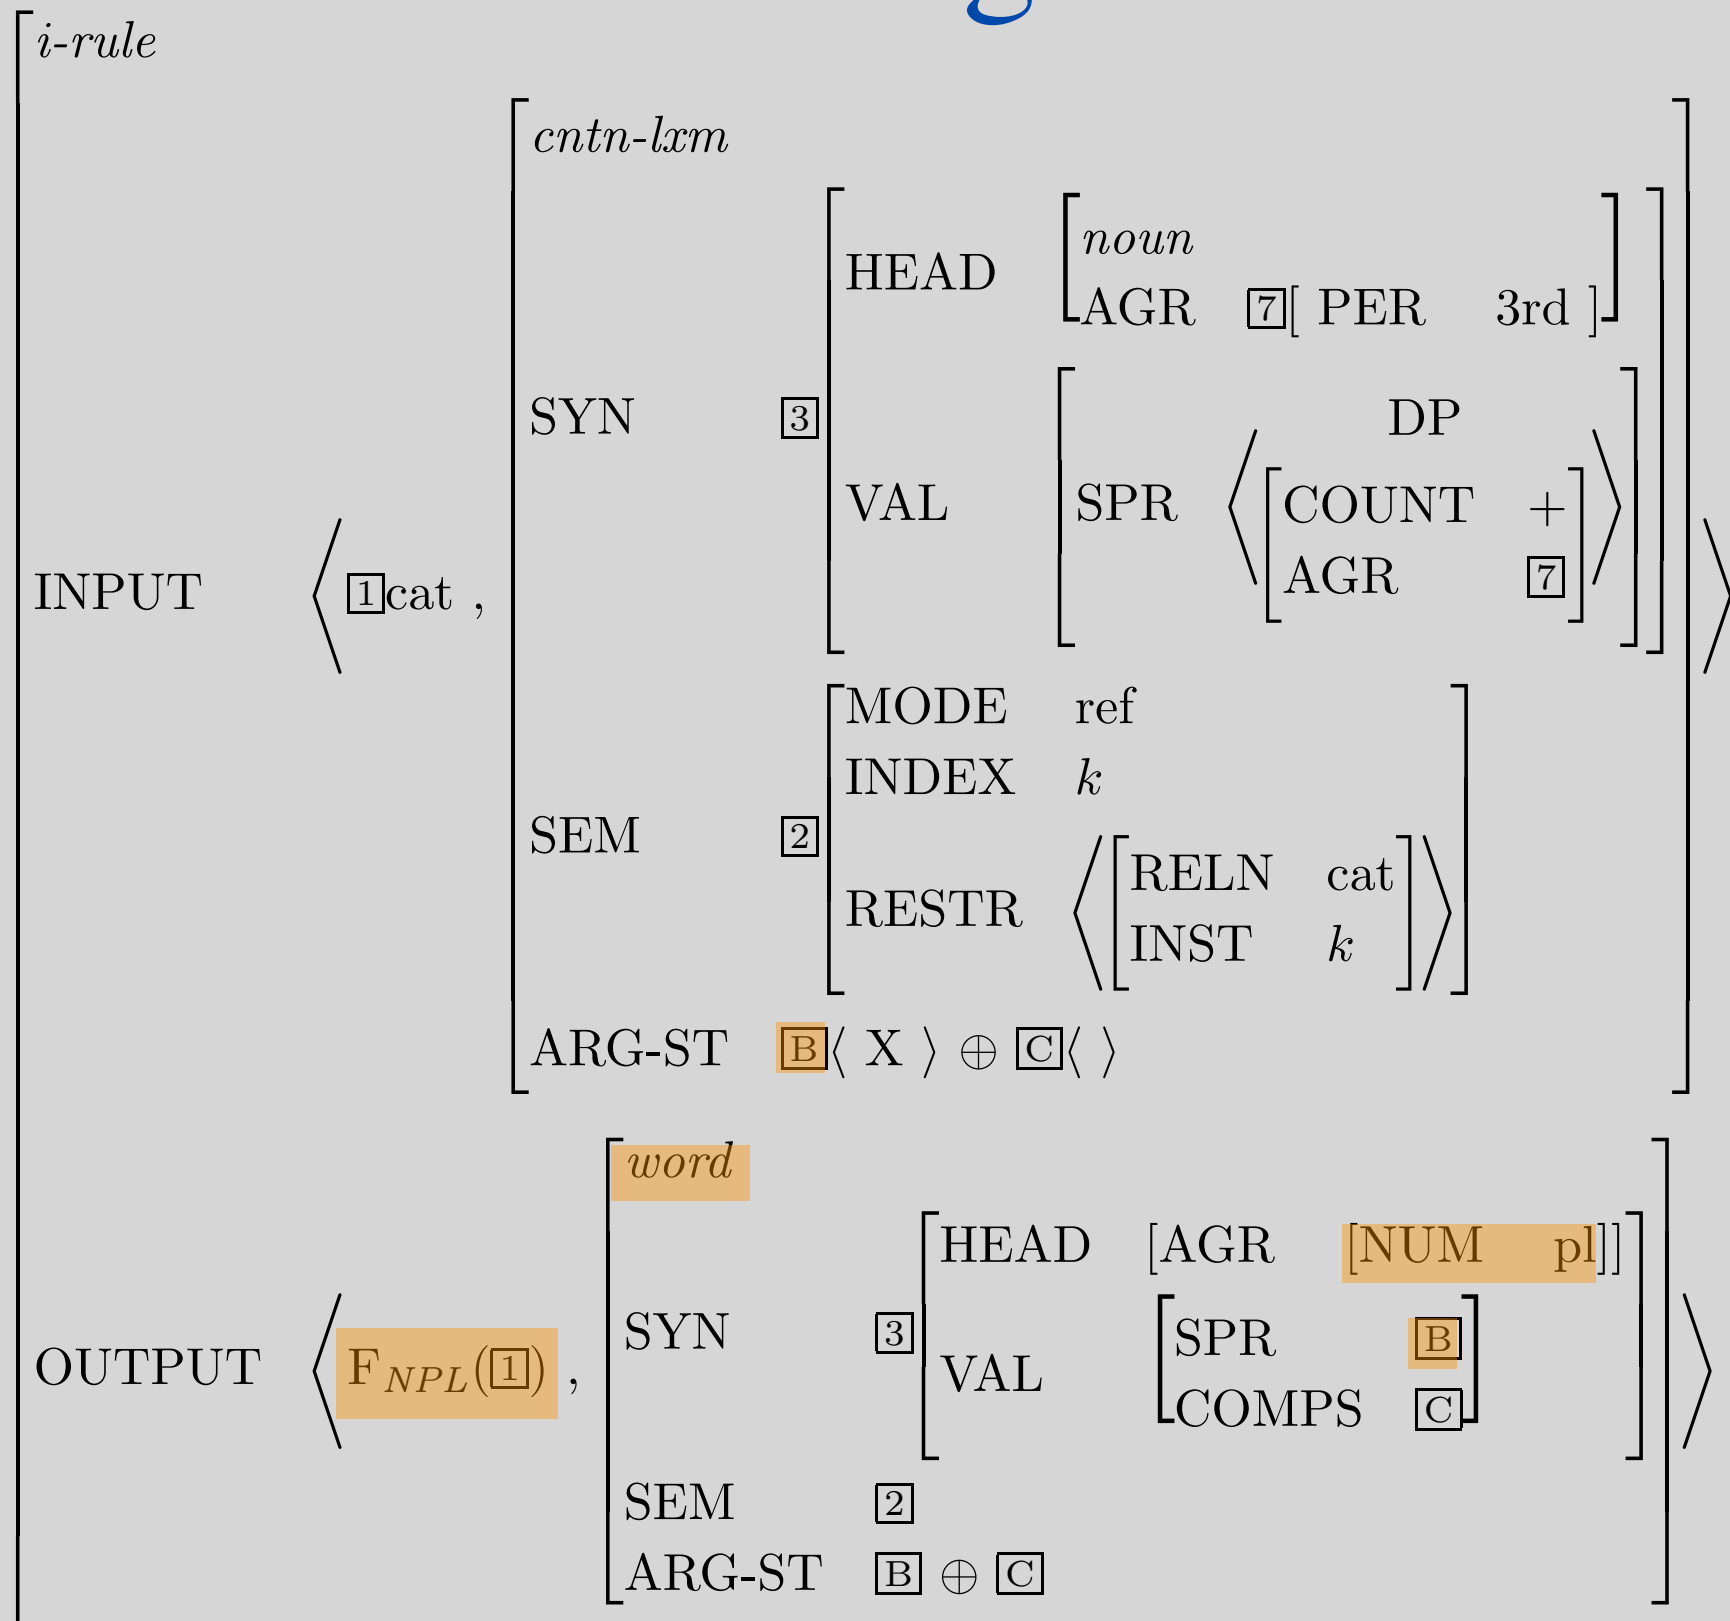 i-rule
cntn-lxm
noun
HEAD
AGR 7[ PER 3rd ]
SYN 3
DP
VAL SPR ⟨ COUNT +
AGR 7 ⟩
INPUT ⟨ 1cat ,
MODE ref
INDEX k
SEM 2
RELN cat
RESTR ⟨ INST k ⟩
ARG-ST B⟨ X ⟩ ⊕ C⟨ ⟩
word
HEAD [AGR [NUM pl]]
SYN 3
SPR B
OUTPUT ⟨ F_NPL(1) , VAL
COMPS C
SEM 2
ARG-ST B ⊕ C